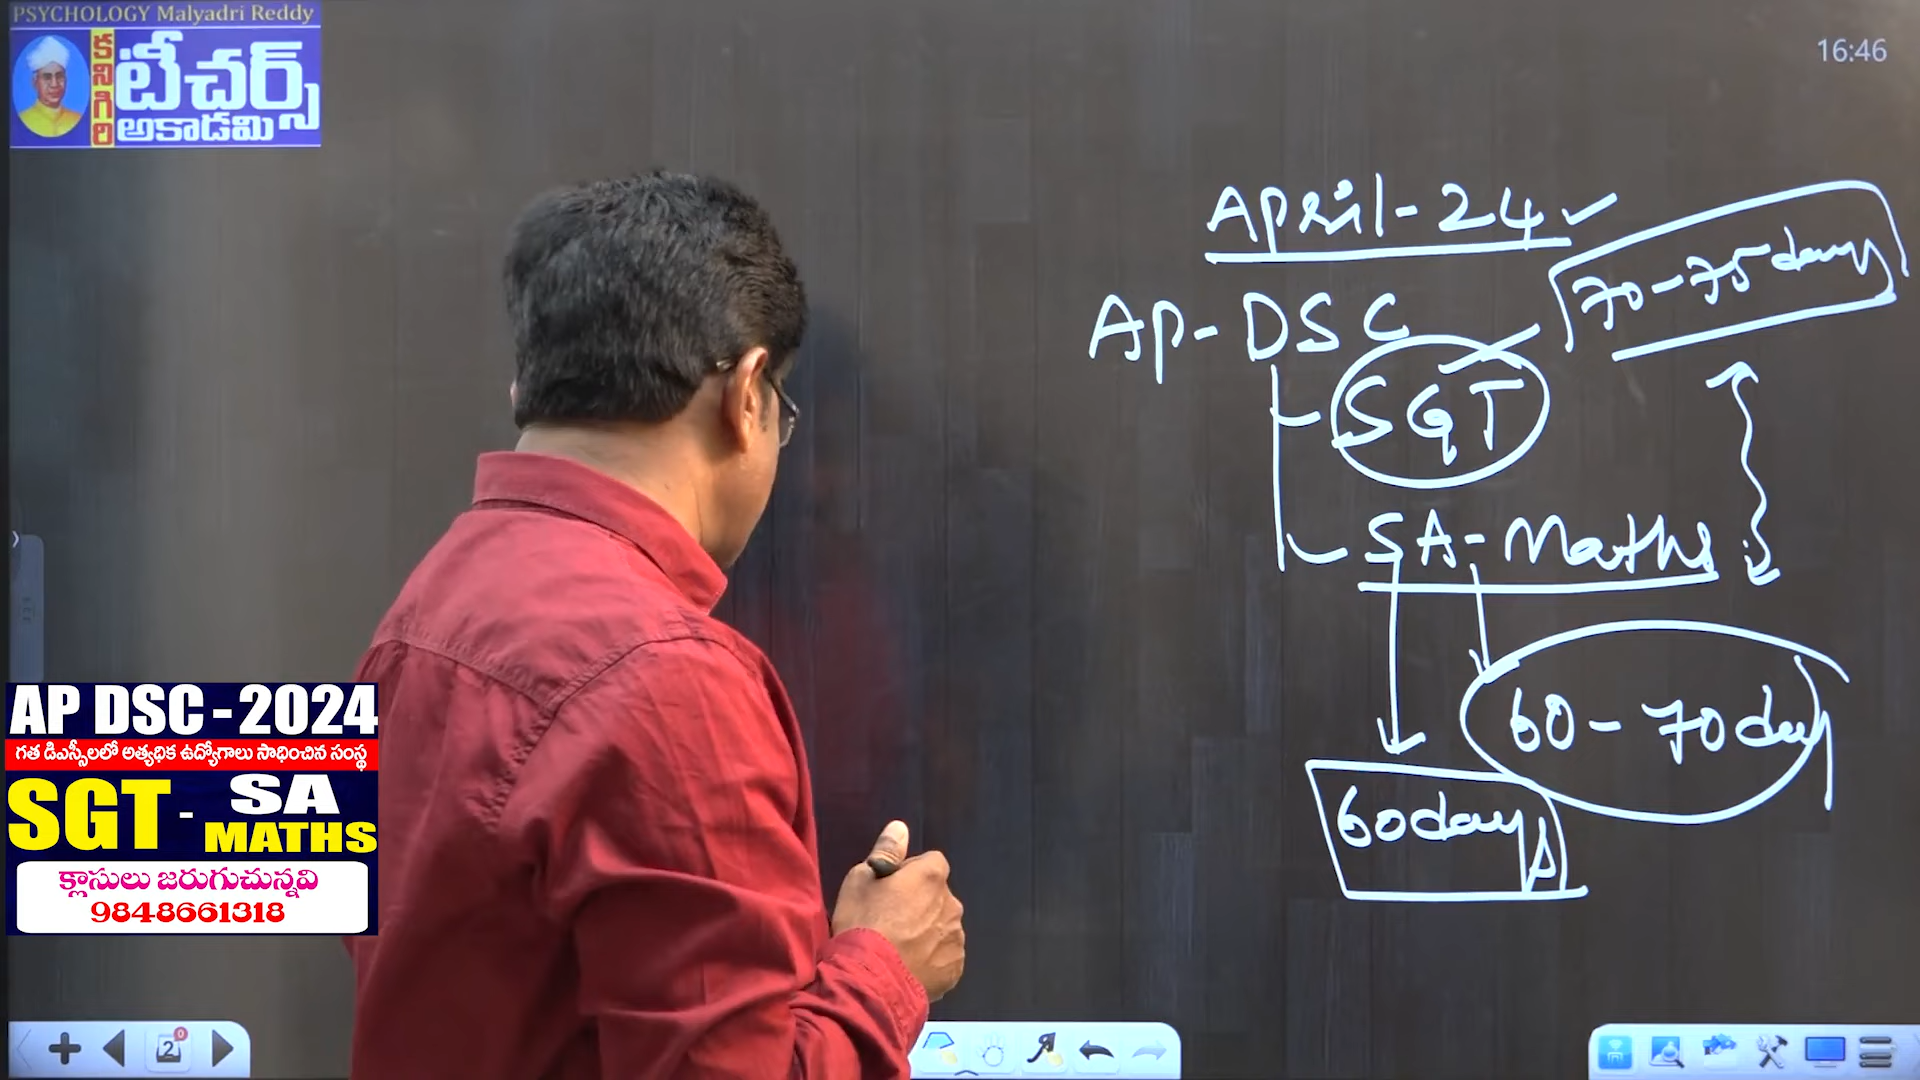 PSYCHOLOGY Malyadri Reddy
కనిగిరి
టీచర్స్
అకాడమి
16:46
April-24
70-75 days
AP-DSC
SGT
SA-Maths
60-70 days
60 days
AP DSC-2024
గత డిఎస్సీలలో అత్యధిక ఉద్యోగాలు సాధించిన సంస్థ
SGT - SA
MATHS
క్లాసులు జరుగుచున్నవి
9848661318
2
0